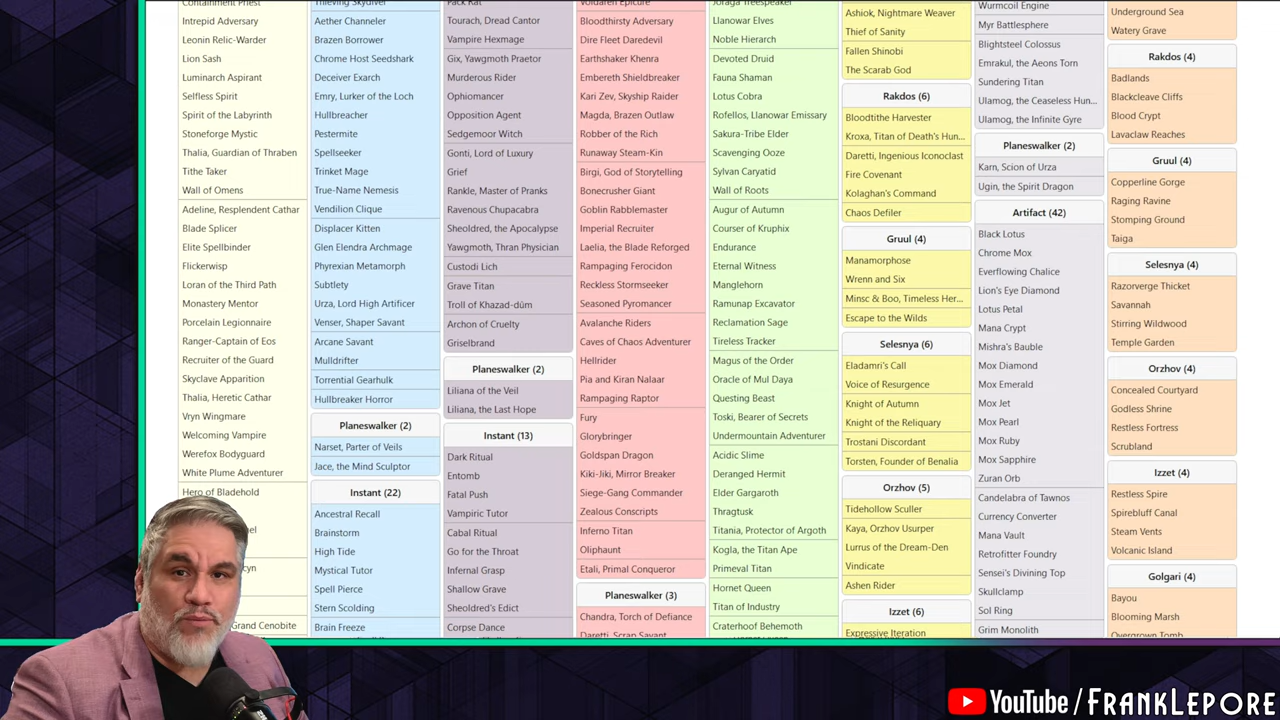 Containment Priest
Intrepid Adversary
Leonin Relic-Warder
Lion Sash
Luminarch Aspirant
Selfless Spirit
Spirit of the Labyrinth
Stoneforge Mystic
Thalia, Guardian of Thraben
Tithe Taker
Wall of Omens
Adeline, Resplendent Cathar
Blade Splicer
Elite Spellbinder
Flickerwisp
Loran of the Third Path
Monastery Mentor
Porcelain Legionnaire
Ranger-Captain of Eos
Recruiter of the Guard
Skyclave Apparition
Thalia, Heretic Cathar
Vryn Wingmare
Welcoming Vampire
Werefox Bodyguard
White Plume Adventurer
Hero of Bladehold
Grand Cenobite
Thieving Skydiver
Aether Channeler
Brazen Borrower
Chrome Host Seedshark
Deceiver Exarch
Emry, Lurker of the Loch
Hullbreacher
Pestermite
Spellseeker
Trinket Mage
True-Name Nemesis
Vendilion Clique
Displacer Kitten
Glen Elendra Archmage
Phyrexian Metamorph
Subtlety
Urza, Lord High Artificer
Venser, Shaper Savant
Arcane Savant
Mulldrifter
Torrential Gearhulk
Hullbreaker Horror
Planeswalker (2)
Narset, Parter of Veils
Jace, the Mind Sculptor
Instant (22)
Ancestral Recall
Brainstorm
High Tide
Mystical Tutor
Spell Pierce
Stern Scolding
Brain Freeze
Pack Rat
Tourach, Dread Cantor
Vampire Hexmage
Gix, Yawgmoth Praetor
Murderous Rider
Ophiomancer
Opposition Agent
Sedgemoor Witch
Gonti, Lord of Luxury
Grief
Rankle, Master of Pranks
Ravenous Chupacabra
Sheoldred, the Apocalypse
Yawgmoth, Thran Physician
Custodi Lich
Grave Titan
Troll of Khazad-dûm
Archon of Cruelty
Griselbrand
Planeswalker (2)
Liliana of the Veil
Liliana, the Last Hope
Instant (13)
Dark Ritual
Entomb
Fatal Push
Vampiric Tutor
Cabal Ritual
Go for the Throat
Infernal Grasp
Shallow Grave
Sheoldred's Edict
Corpse Dance
Voldaren Epicure
Bloodthirsty Adversary
Dire Fleet Daredevil
Earthshaker Khenra
Embereth Shieldbreaker
Kari Zev, Skyship Raider
Magda, Brazen Outlaw
Robber of the Rich
Runaway Steam-Kin
Birgi, God of Storytelling
Bonecrusher Giant
Goblin Rabblemaster
Imperial Recruiter
Laelia, the Blade Reforged
Rampaging Ferocidon
Reckless Stormseeker
Seasoned Pyromancer
Avalanche Riders
Caves of Chaos Adventurer
Hellrider
Pia and Kiran Nalaar
Rampaging Raptor
Fury
Glorybringer
Goldspan Dragon
Kiki-Jiki, Mirror Breaker
Siege-Gang Commander
Zealous Conscripts
Inferno Titan
Oliphaunt
Etali, Primal Conqueror
Planeswalker (3)
Chandra, Torch of Defiance
Daretti, Scrap Savant
Joraga Treespeaker
Llanowar Elves
Noble Hierarch
Devoted Druid
Fauna Shaman
Lotus Cobra
Rofellos, Llanowar Emissary
Sakura-Tribe Elder
Scavenging Ooze
Sylvan Caryatid
Wall of Roots
Augur of Autumn
Courser of Kruphix
Endurance
Eternal Witness
Manglehorn
Ramunap Excavator
Reclamation Sage
Tireless Tracker
Magus of the Order
Oracle of Mul Daya
Questing Beast
Toski, Bearer of Secrets
Undermountain Adventurer
Acidic Slime
Deranged Hermit
Elder Gargaroth
Thragtusk
Titania, Protector of Argoth
Kogla, the Titan Ape
Primeval Titan
Hornet Queen
Titan of Industry
Craterhoof Behemoth
Ashiok, Nightmare Weaver
Thief of Sanity
Fallen Shinobi
The Scarab God
Rakdos (6)
Bloodtithe Harvester
Kroxa, Titan of Death's Hun...
Daretti, Ingenious Iconoclast
Fire Covenant
Kolaghan's Command
Chaos Defiler
Gruul (4)
Manamorphose
Wrenn and Six
Minsc & Boo, Timeless Her...
Escape to the Wilds
Selesnya (6)
Eladamri's Call
Voice of Resurgence
Knight of Autumn
Knight of the Reliquary
Trostani Discordant
Torsten, Founder of Benalia
Orzhov (5)
Tidehollow Sculler
Kaya, Orzhov Usurper
Lurrus of the Dream-Den
Vindicate
Ashen Rider
Izzet (6)
Expressive Iteration
Wurmcoil Engine
Myr Battlesphere
Blightsteel Colossus
Emrakul, the Aeons Torn
Sundering Titan
Ulamog, the Ceaseless Hun...
Ulamog, the Infinite Gyre
Planeswalker (2)
Karn, Scion of Urza
Ugin, the Spirit Dragon
Artifact (42)
Black Lotus
Chrome Mox
Everflowing Chalice
Lion's Eye Diamond
Lotus Petal
Mana Crypt
Mishra's Bauble
Mox Diamond
Mox Emerald
Mox Jet
Mox Pearl
Mox Ruby
Mox Sapphire
Zuran Orb
Candelabra of Tawnos
Currency Converter
Mana Vault
Retrofitter Foundry
Sensei's Divining Top
Skullclamp
Sol Ring
Grim Monolith
Underground Sea
Watery Grave
Rakdos (4)
Badlands
Blackcleave Cliffs
Blood Crypt
Lavaclaw Reaches
Gruul (4)
Copperline Gorge
Raging Ravine
Stomping Ground
Taiga
Selesnya (4)
Razorverge Thicket
Savannah
Stirring Wildwood
Temple Garden
Orzhov (4)
Concealed Courtyard
Godless Shrine
Restless Fortress
Scrubland
Izzet (4)
Restless Spire
Spirebluff Canal
Steam Vents
Volcanic Island
Golgari (4)
Bayou
Blooming Marsh
Overgrown Tomb
YouTube/FrankLepore